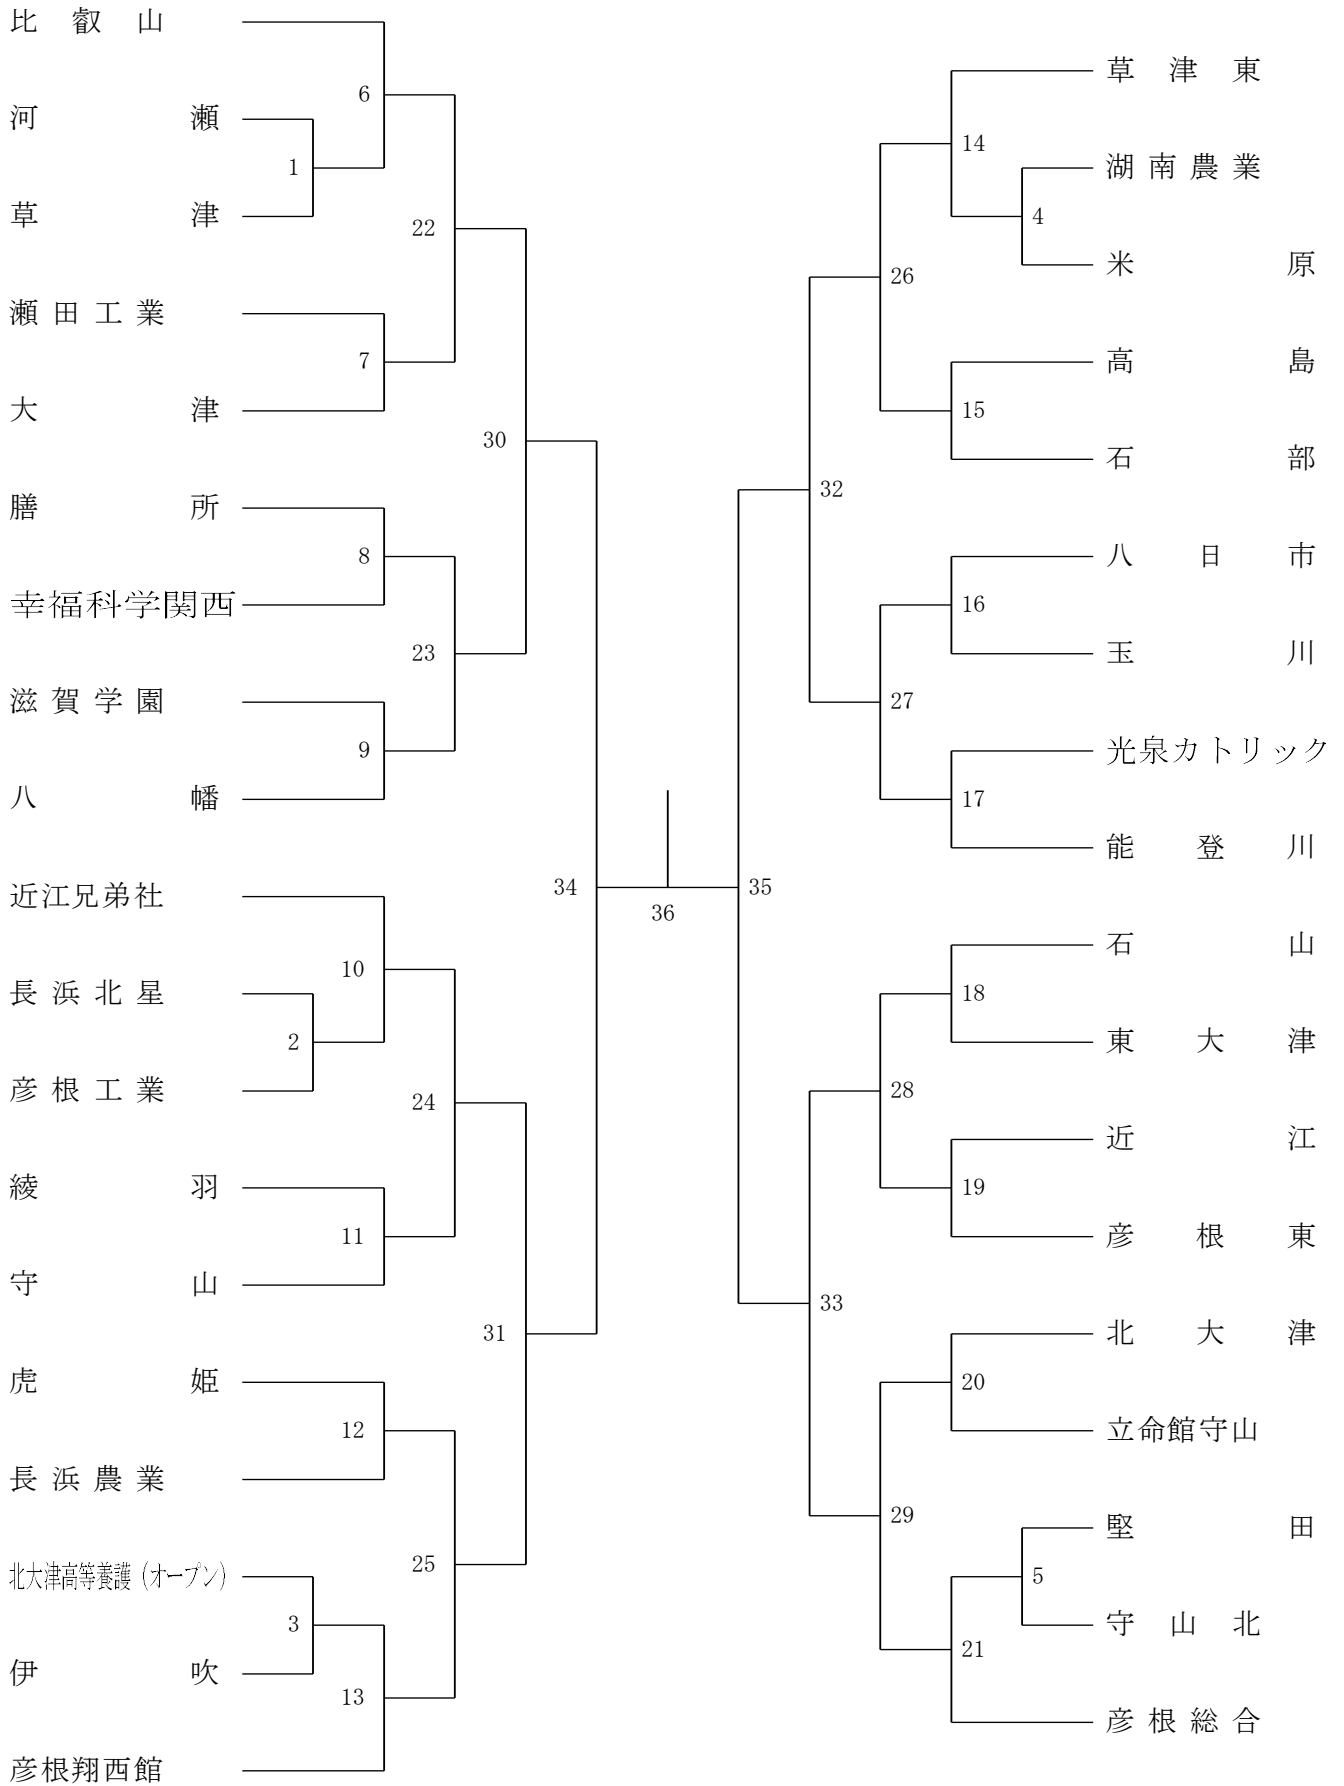 比叡山
6
河瀬
1
草津
22
瀬田工業
7
大津
30
膳所
8
幸福科学関西
23
滋賀学園
9
八幡
34
近江兄弟社
10
長浜北星
2
彦根工業
24
綾羽
11
守山
31
虎姫
12
長浜農業
25
北大津高等養護（オープン）
3
伊吹
13
彦根翔西館
36
草津東
14
湖南農業
4
米原
26
高島
15
石部
32
八日市
16
玉川
27
光泉カトリック
17
能登川
35
石山
18
東大津
28
近江
19
彦根東
33
北大津
20
立命館守山
29
堅田
5
守山北
21
彦根総合